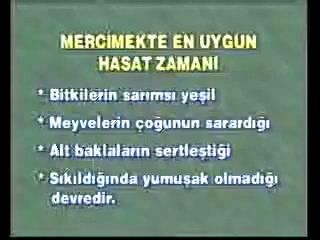 MERCİMEKTE EN UYGUN
HASAT ZAMANI
* Bitkilerin sarımsı yeşil
* Meyvelerin çoğunun sarardığı
* Alt baklaların sertleştiği
* Sıkıldığında yumuşak olmadığı
devredir.